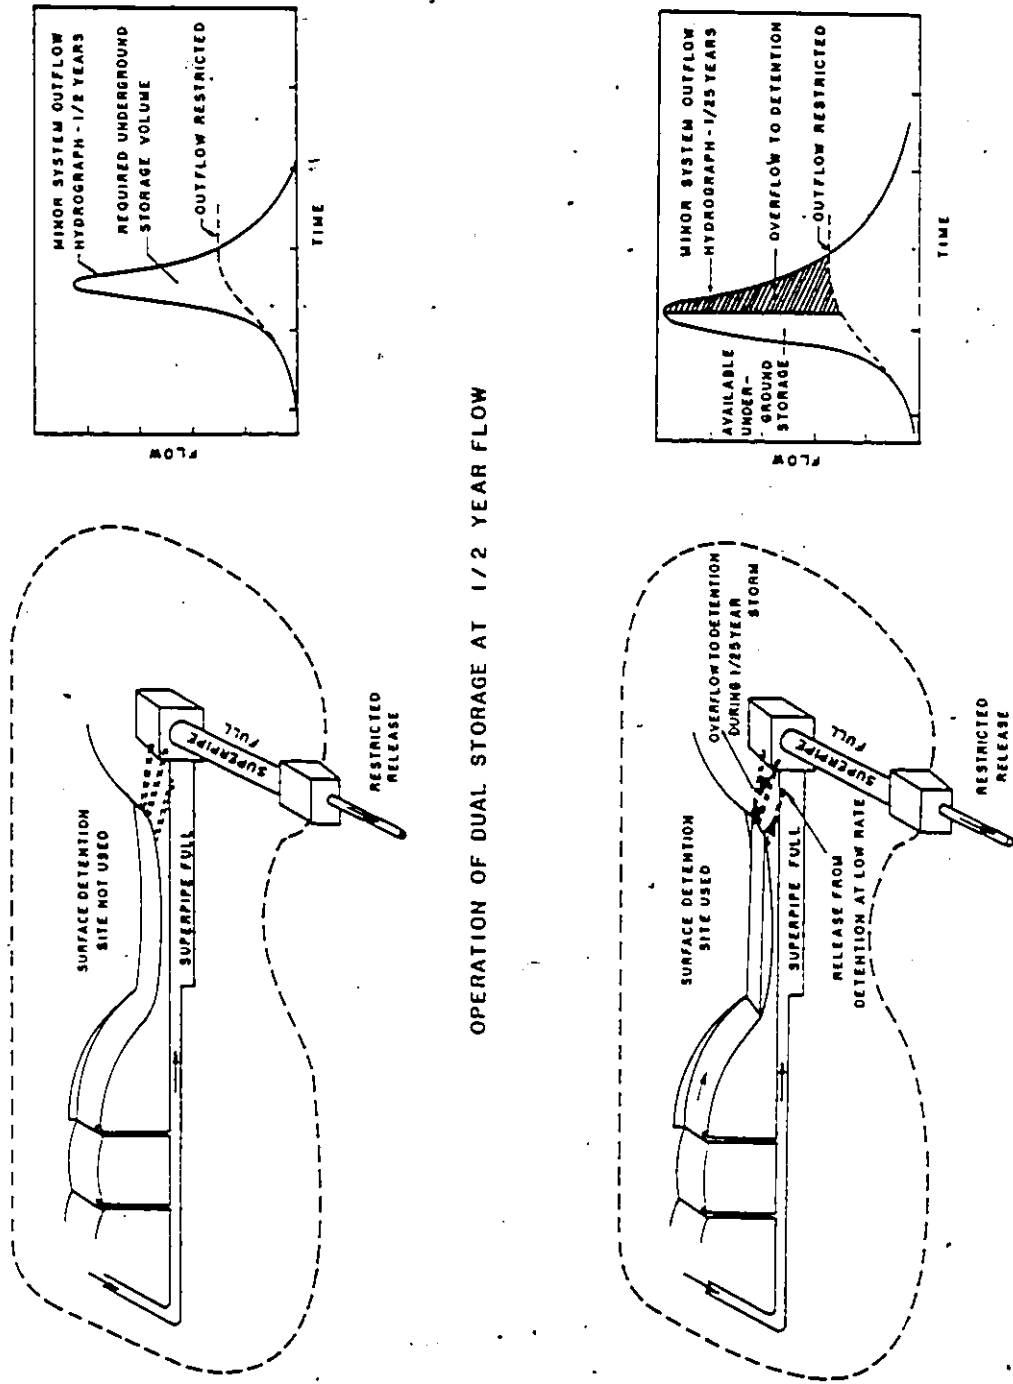 SURFACE DETENTION
SITE NOT USED
SUPERPIPE FULL
SUPERPIPE
FULL
RESTRICTED
RELEASE
FLOW
MINOR SYSTEM OUTFLOW
HYDROGRAPH - 1/2 YEARS
REQUIRED UNDERGROUND
STORAGE VOLUME
OUTFLOW RESTRICTED
TIME
OPERATION OF DUAL STORAGE AT 1/2 YEAR FLOW
SURFACE DETENTION
SITE USED
OVERFLOW TO DETENTION
DURING 1/25 YEAR
STORM
SUPERPIPE FULL
SUPERPIPE
FULL
RELEASE FROM
DETENTION AT LOW RATE
RESTRICTED
RELEASE
FLOW
AVAILABLE
UNDER-
GROUND
STORAGE
MINOR SYSTEM OUTFLOW
HYDROGRAPH - 1/25 YEARS
OVERFLOW TO DETENTION
OUTFLOW RESTRICTED
TIME